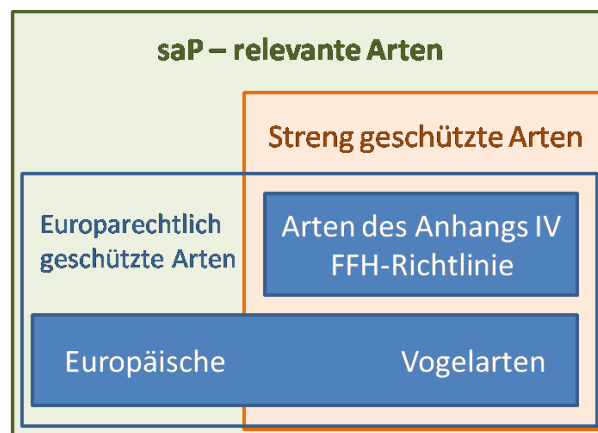 saP – relevante Arten
Streng geschützte Arten
Europarechtlich
geschützte Arten
Arten des Anhangs IV
FFH-Richtlinie
Europäische Vogelarten